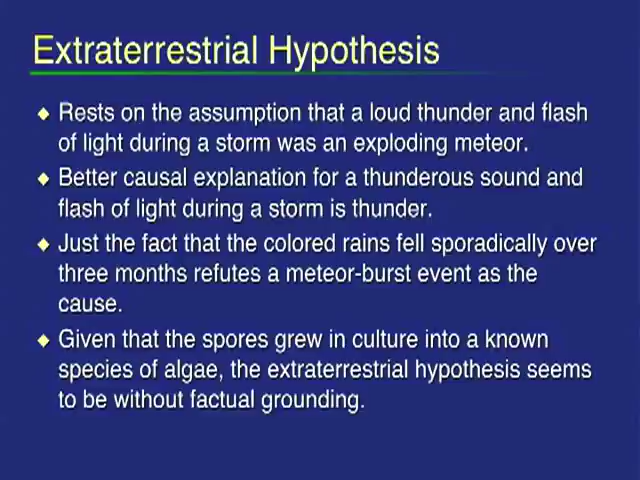 Extraterrestrial Hypothesis
Rests on the assumption that a loud thunder and flash
of light during a storm was an exploding meteor.
Better causal explanation for a thunderous sound and
flash of light during a storm is thunder.
Just the fact that the colored rains fell sporadically over
three months refutes a meteor-burst event as the
cause.
Given that the spores grew in culture into a known
species of algae, the extraterrestrial hypothesis seems
to be without factual grounding.